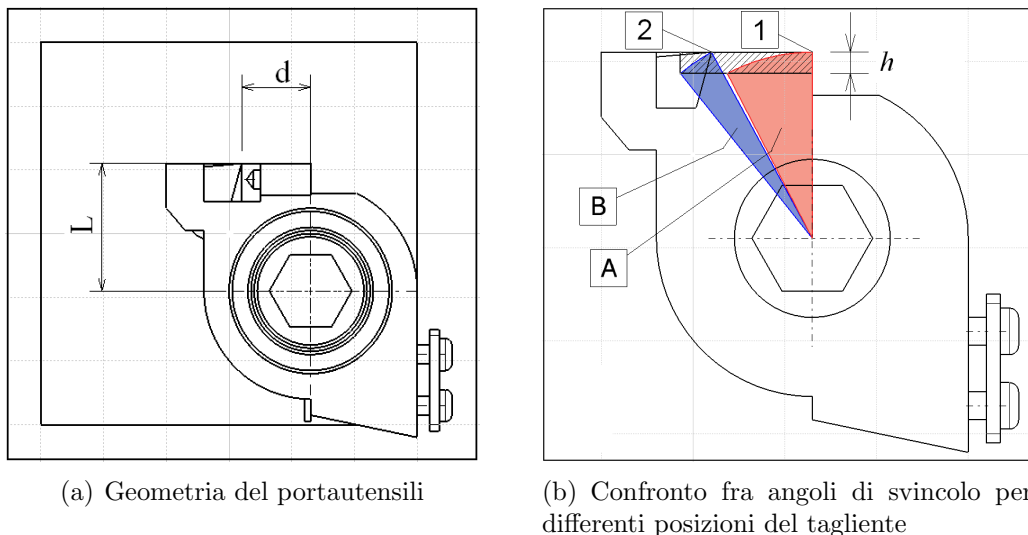 d
L
2
1
h
B
A
(a) Geometria del portautensili
(b) Confronto fra angoli di svincolo per
differenti posizioni del tagliente